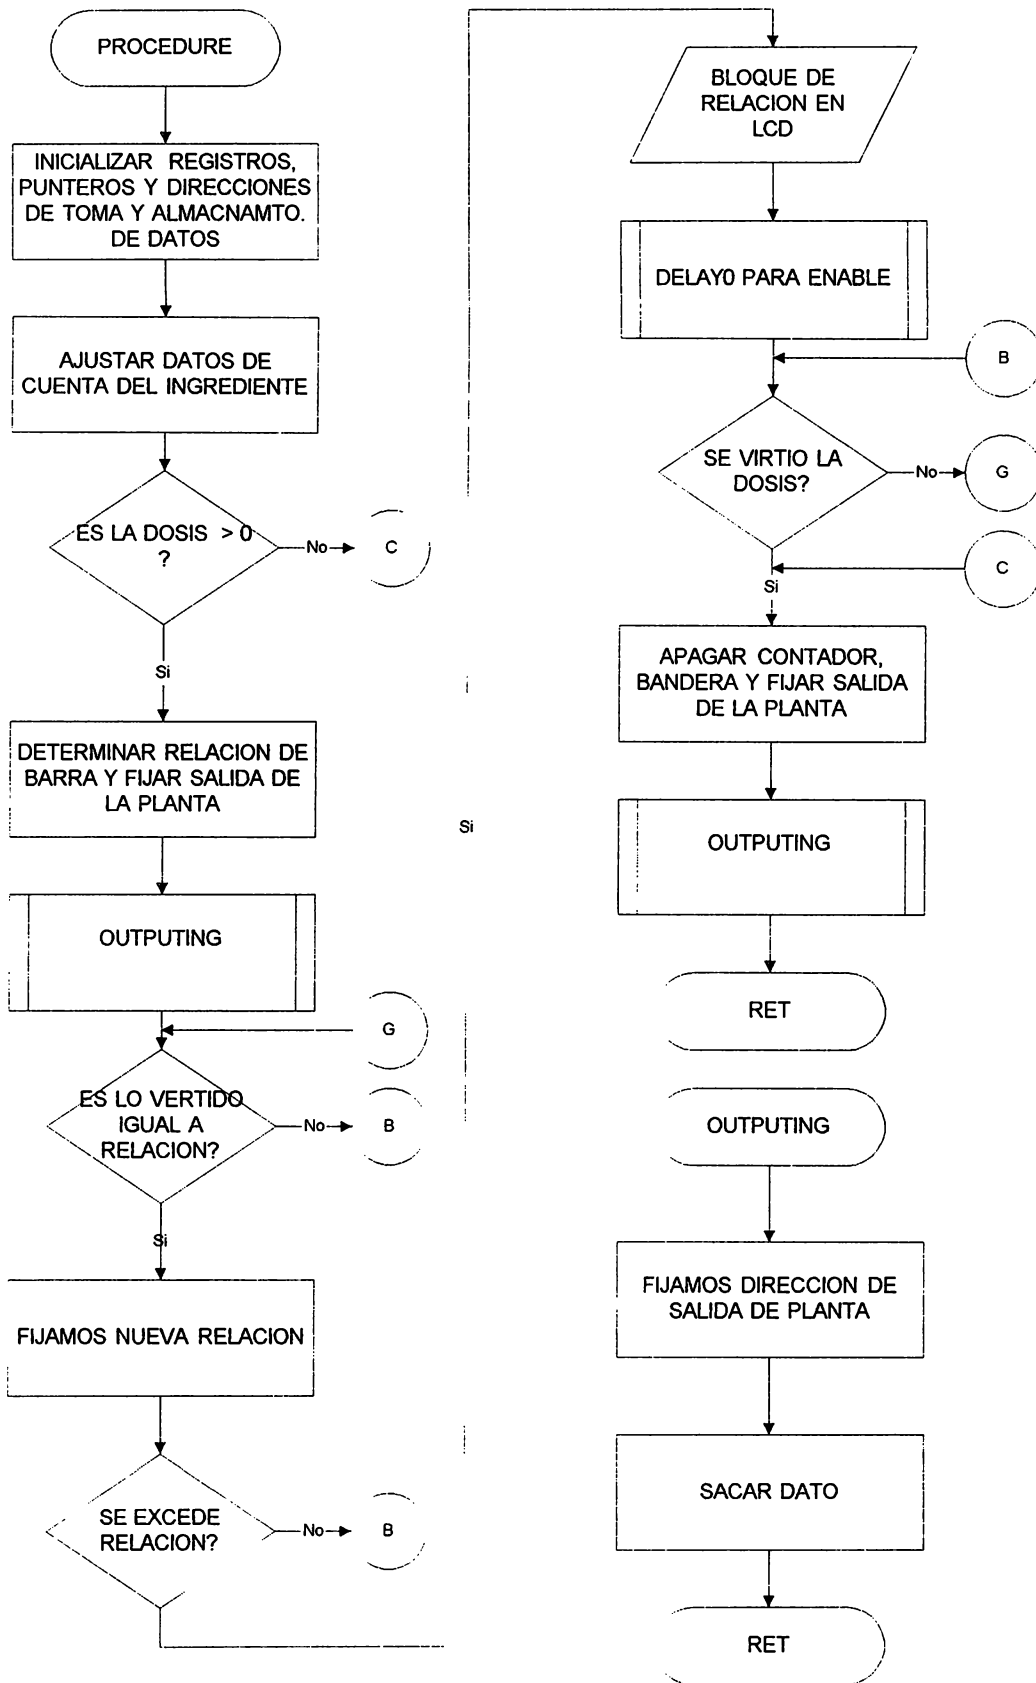 PROCEDURE
INICIALIZAR REGISTROS,
PUNTEROS Y DIRECCIONES
DE TOMA Y ALMACNAMTO.
DE DATOS
AJUSTAR DATOS DE
CUENTA DEL INGREDIENTE
ES LA DOSIS > 0
?
No
C
Si
DETERMINAR RELACION DE
BARRA Y FIJAR SALIDA DE
LA PLANTA
OUTPUTING
G
ES LO VERTIDO
IGUAL A
RELACION?
No
B
Si
FIJAMOS NUEVA RELACION
SE EXCEDE
RELACION?
No
B
Si
BLOQUE DE
RELACION EN
LCD
DELAY0 PARA ENABLE
B
SE VIRTIO LA
DOSIS?
No
G
C
Si
APAGAR CONTADOR,
BANDERA Y FIJAR SALIDA
DE LA PLANTA
OUTPUTING
RET
OUTPUTING
FIJAMOS DIRECCION DE
SALIDA DE PLANTA
SACAR DATO
RET